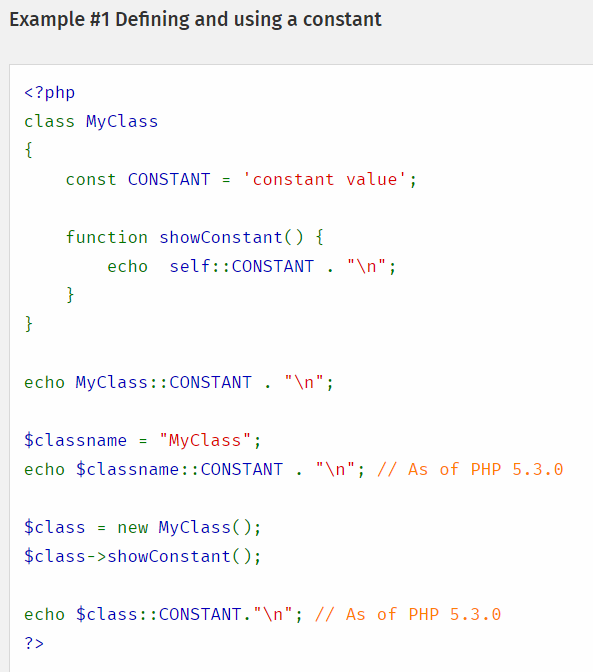 Example #1 Defining and using a constant
<?php
class MyClass
{
    const CONSTANT = 'constant value';
    function showConstant() {
        echo  self::CONSTANT . "\n";
    }
}
echo MyClass::CONSTANT . "\n";
$classname = "MyClass";
echo $classname::CONSTANT . "\n"; // As of PHP 5.3.0
$class = new MyClass();
$class->showConstant();
echo $class::CONSTANT."\n"; // As of PHP 5.3.0
?>